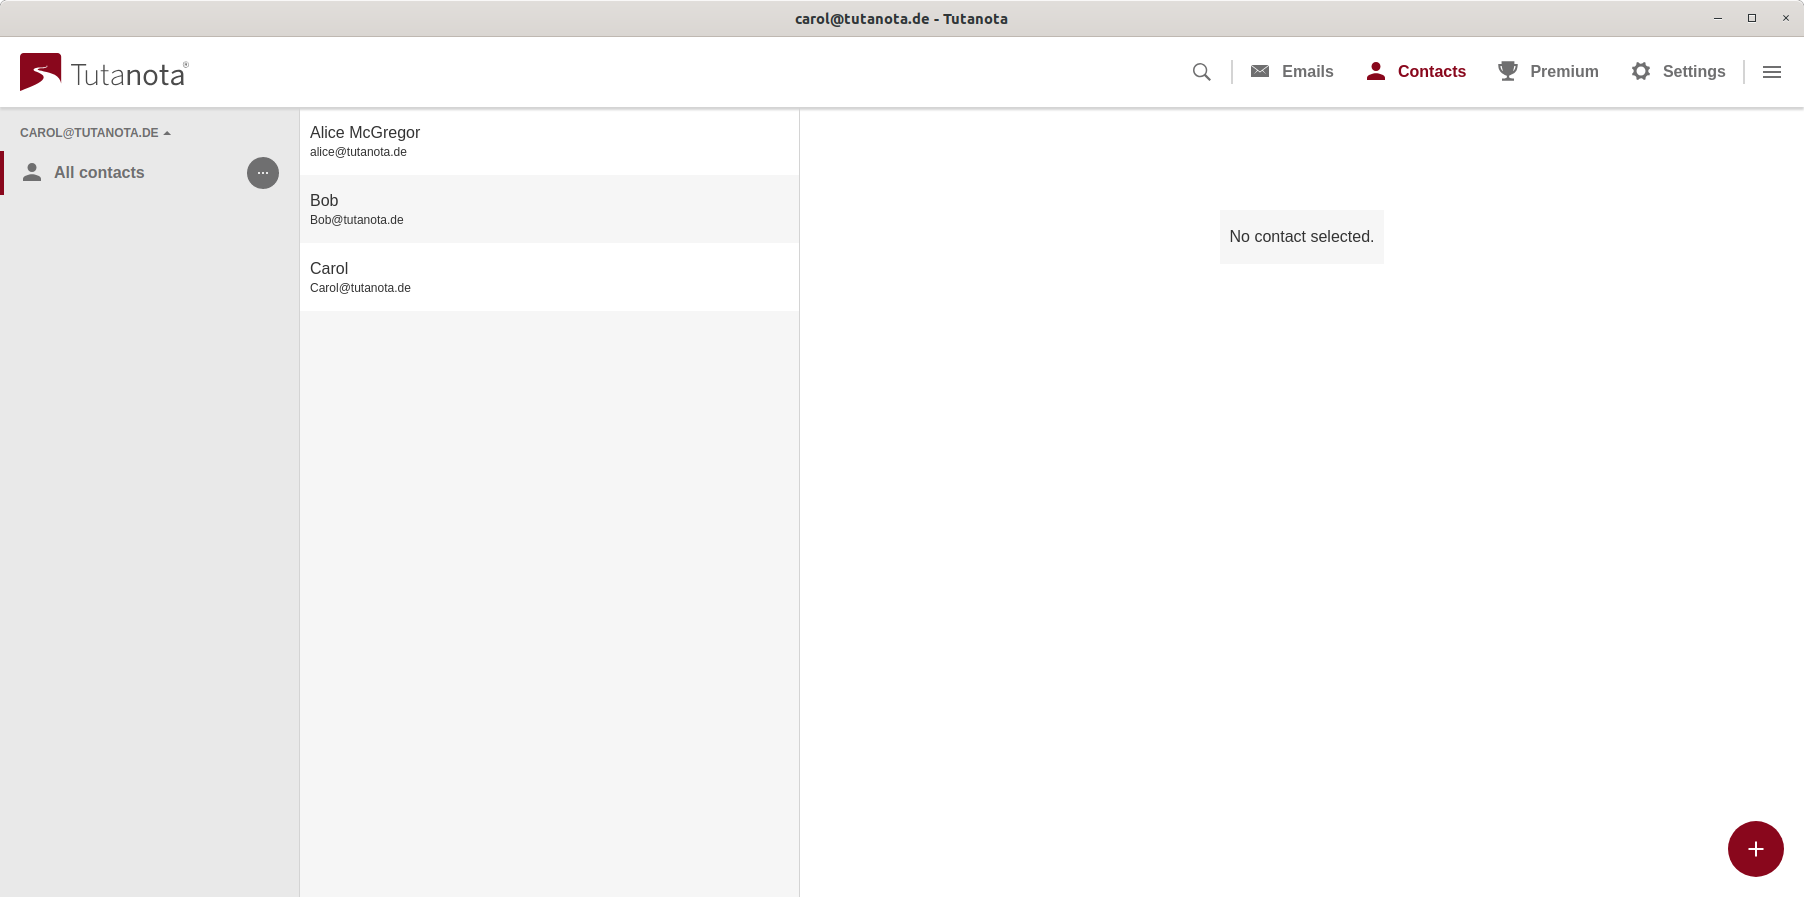 carol@tutanota.de - Tutanota
Tutanota®
Emails
Contacts
Premium
Settings
CAROL@TUTANOTA.DE
All contacts
Alice McGregor
alice@tutanota.de
Bob
Bob@tutanota.de
Carol
Carol@tutanota.de
No contact selected.